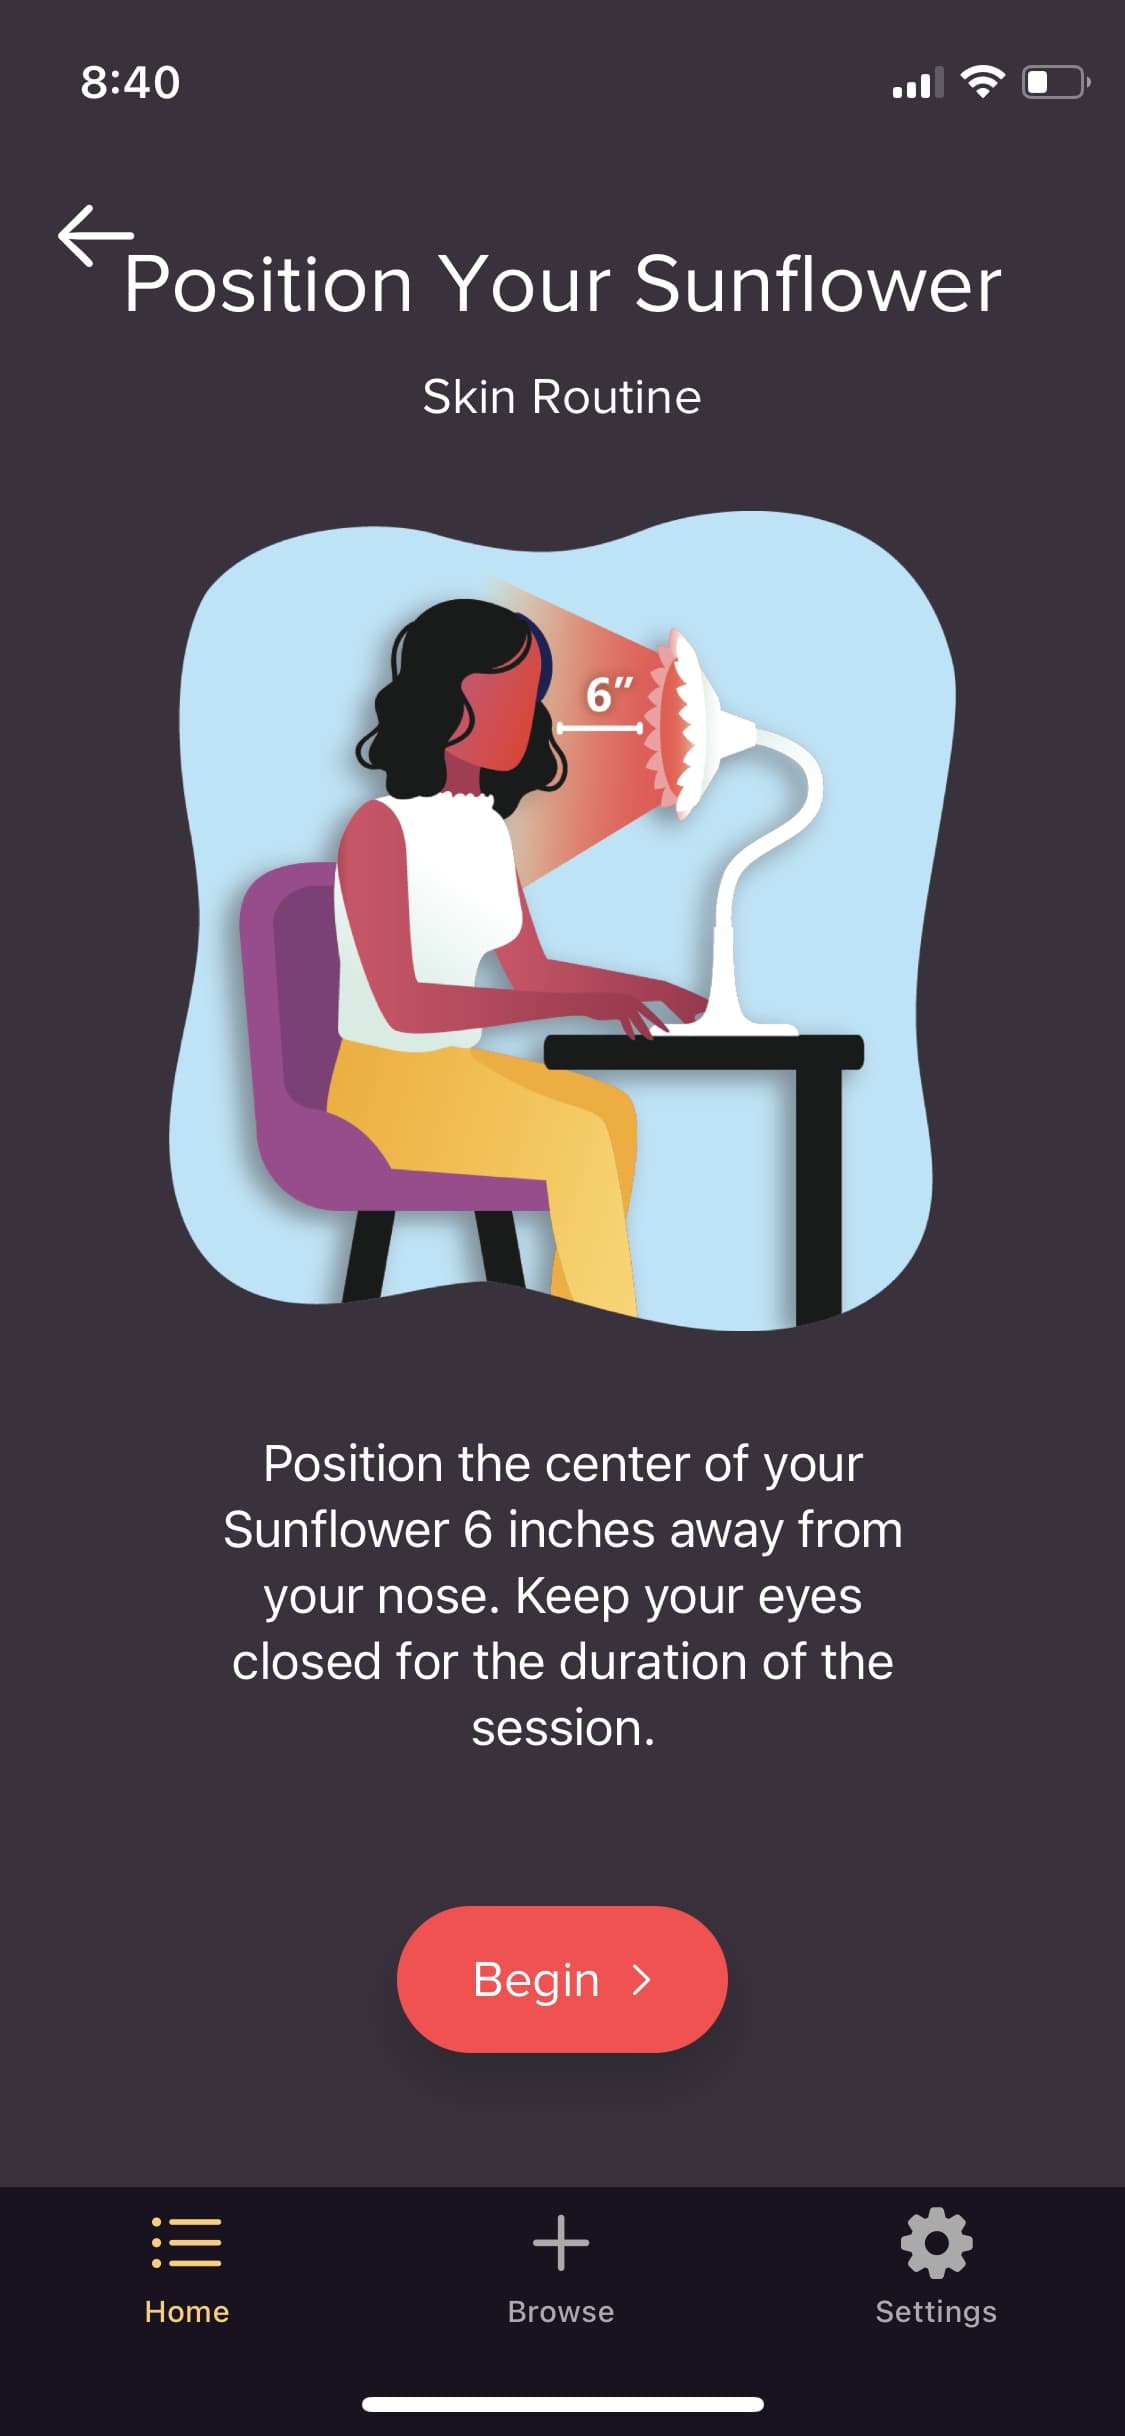 8:40
Position Your Sunflower
Skin Routine
6″
Position the center of your
Sunflower 6 inches away from
your nose. Keep your eyes
closed for the duration of the
session.
Begin
Home
Browse
Settings